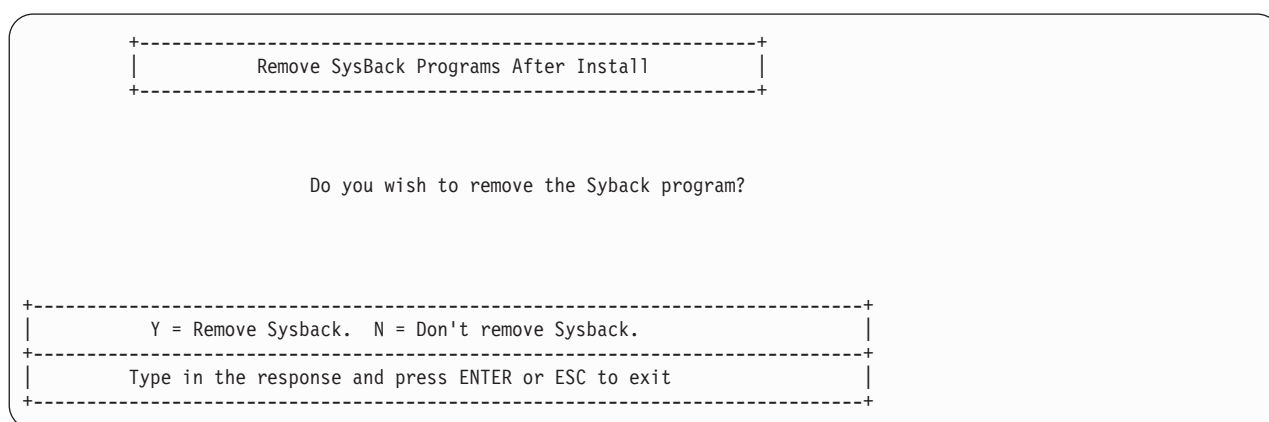 Remove SysBack Programs After Install
Do you wish to remove the Syback program?
Y = Remove Sysback. N = Don't remove Sysback.
Type in the response and press ENTER or ESC to exit